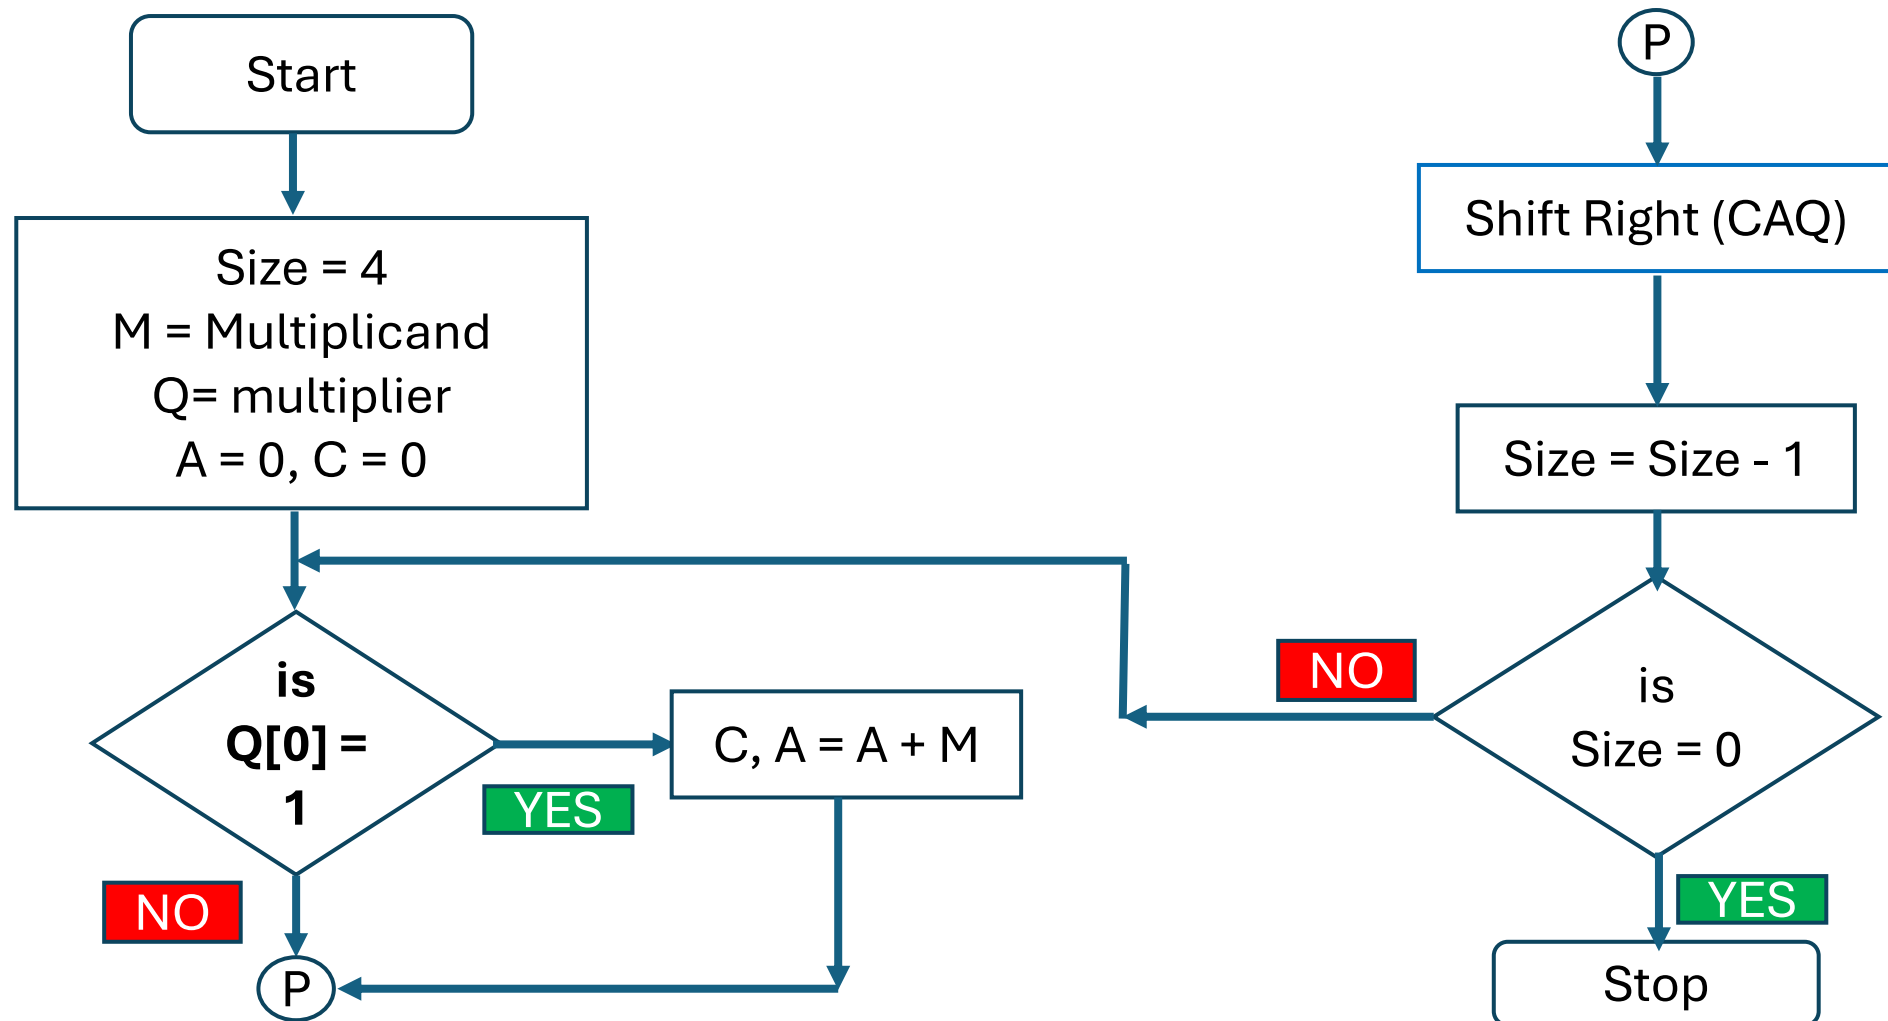 Start
Size = 4
M = Multiplicand
Q= multiplier
A = 0, C = 0
is
Q[0] =
1
YES
C, A = A + M
NO
P
P
Shift Right (CAQ)
Size = Size - 1
is
Size = 0
NO
YES
Stop